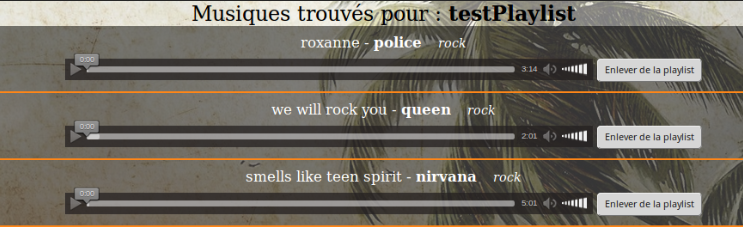 Musiques trouvés pour : testPlaylist
roxanne - police rock
0:00
3:14 Enlever de la playlist
we will rock you - queen rock
0:00
2:01 Enlever de la playlist
smells like teen spirit - nirvana rock
0:00
5:01 Enlever de la playlist